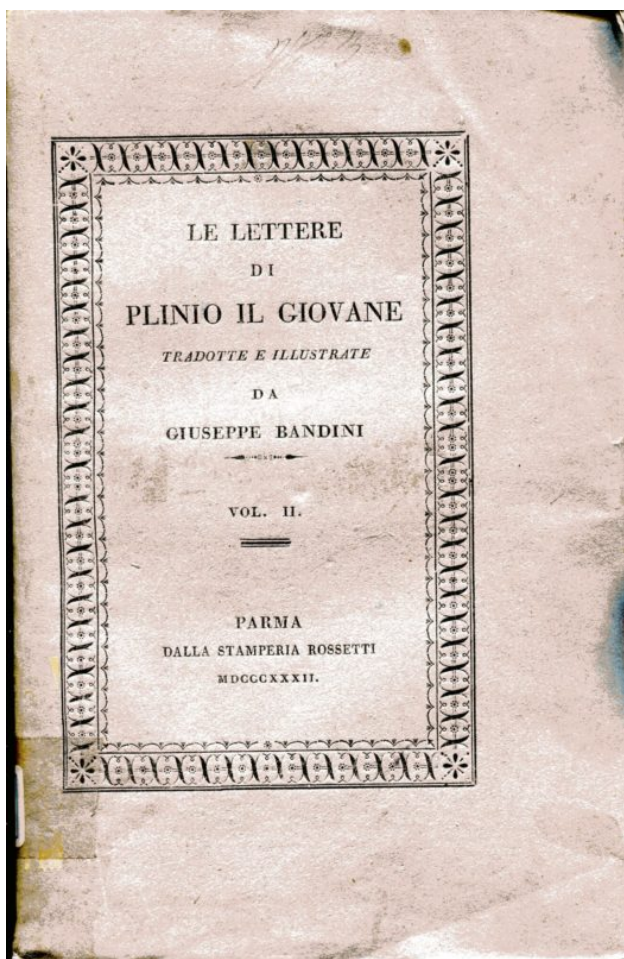 LE LETTERE
DI
PLINIO IL GIOVANE
TRADOTTE E ILLUSTRATE
DA
GIUSEPPE BANDINI
VOL. II.
PARMA
DALLA STAMPERIA ROSSETTI
MDCCCXXXII.